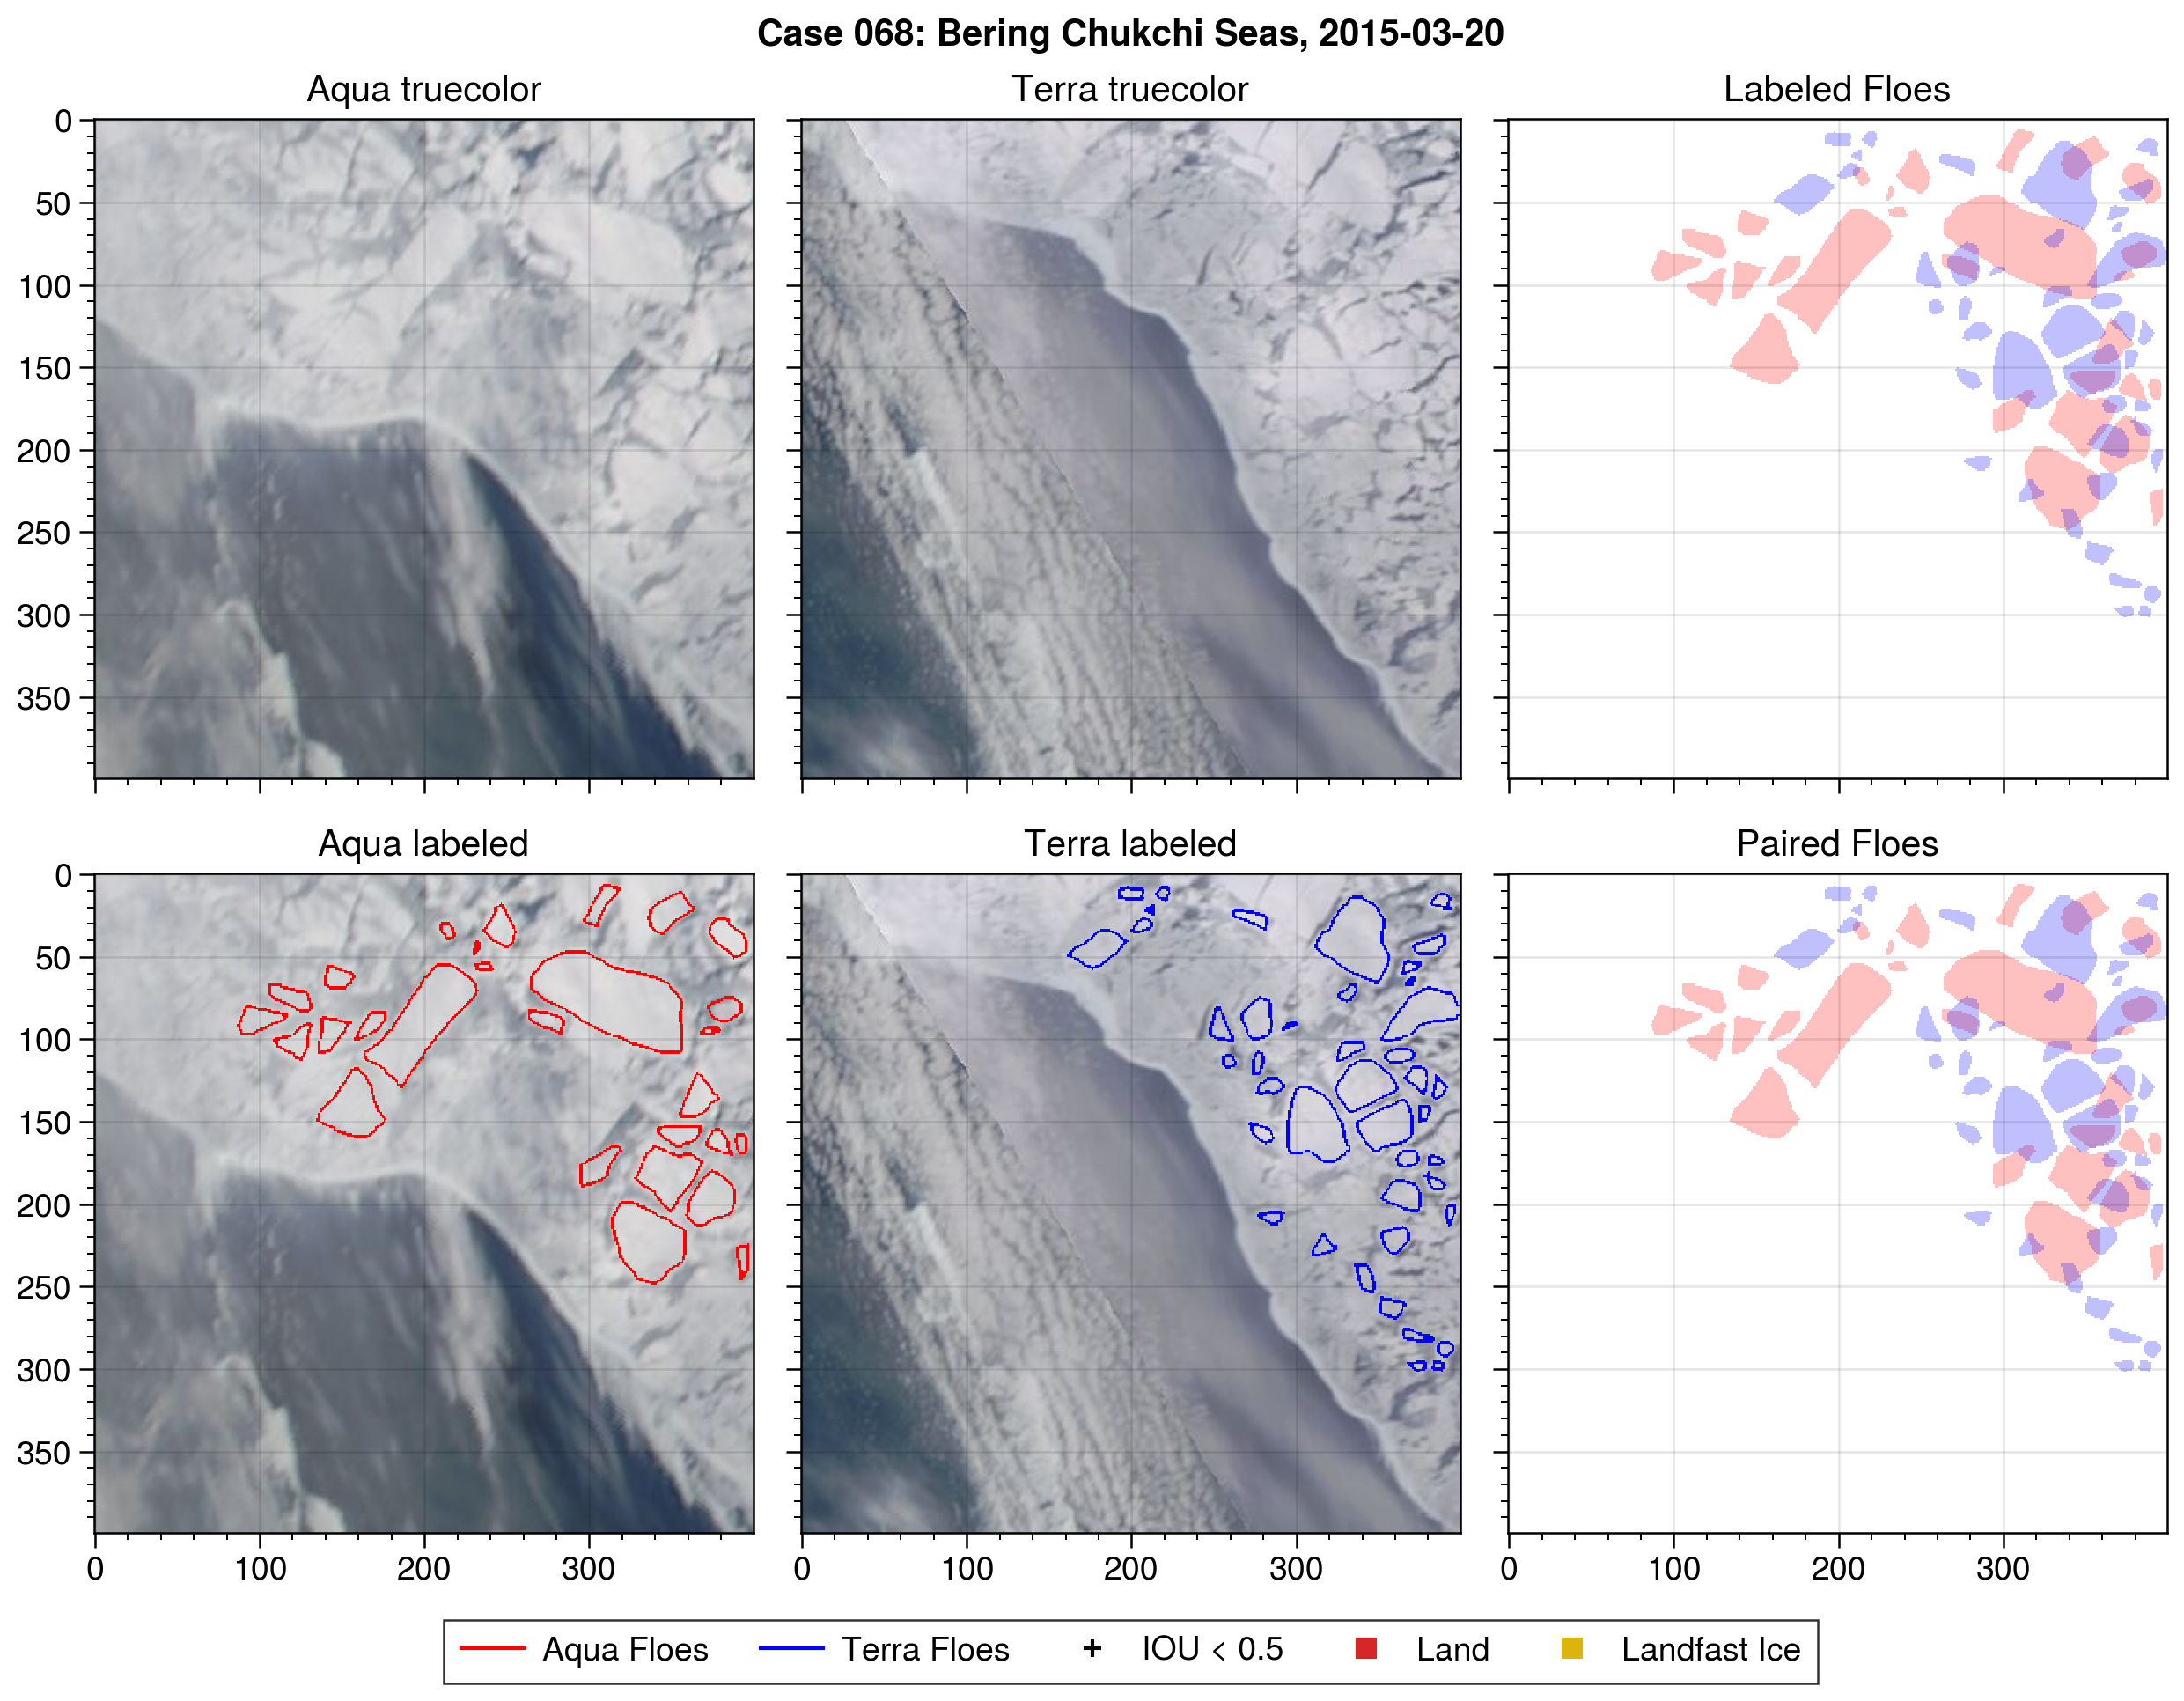 Case 068: Bering Chukchi Seas, 2015-03-20
Aqua truecolor
Terra truecolor
Labeled Floes
0
50
100
150
200
250
300
350
Aqua labeled
Terra labeled
Paired Floes
0
50
100
150
200
250
300
350
0 100 200 300
0 100 200 300
0 100 200 300
Aqua Floes
Terra Floes
IOU < 0.5
Land
Landfast Ice